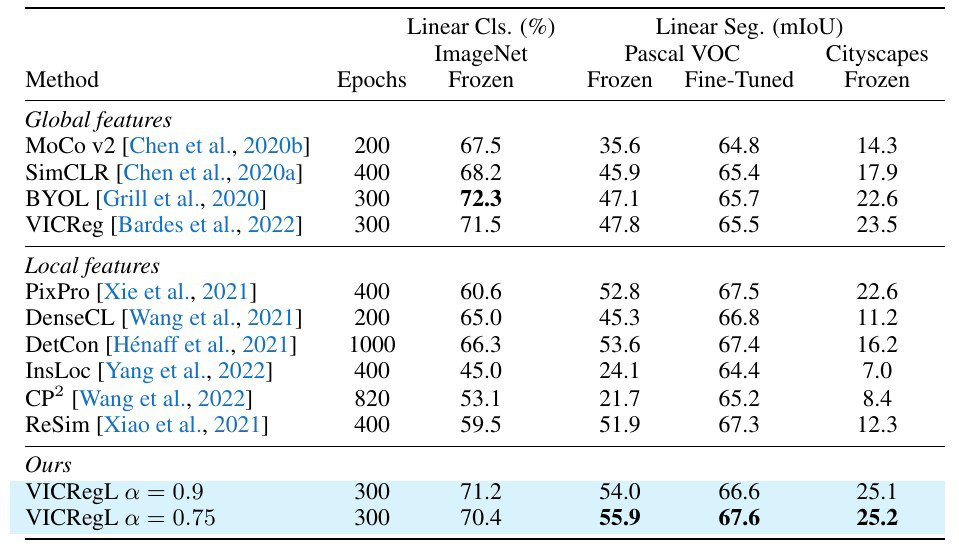 Linear Cls. (%) Linear Seg. (mIoU)
ImageNet Pascal VOC Cityscapes
Method Epochs Frozen Frozen Fine-Tuned Frozen
Global features
MoCo v2 [Chen et al., 2020b] 200 67.5 35.6 64.8 14.3
SimCLR [Chen et al., 2020a] 400 68.2 45.9 65.4 17.9
BYOL [Grill et al., 2020] 300 72.3 47.1 65.7 22.6
VICReg [Bardes et al., 2022] 300 71.5 47.8 65.5 23.5
Local features
PixPro [Xie et al., 2021] 400 60.6 52.8 67.5 22.6
DenseCL [Wang et al., 2021] 200 65.0 45.3 66.8 11.2
DetCon [Hénaff et al., 2021] 1000 66.3 53.6 67.4 16.2
InsLoc [Yang et al., 2022] 400 45.0 24.1 64.4 7.0
CP² [Wang et al., 2022] 820 53.1 21.7 65.2 8.4
ReSim [Xiao et al., 2021] 400 59.5 51.9 67.3 12.3
Ours
VICRegL α = 0.9 300 71.2 54.0 66.6 25.1
VICRegL α = 0.75 300 70.4 55.9 67.6 25.2